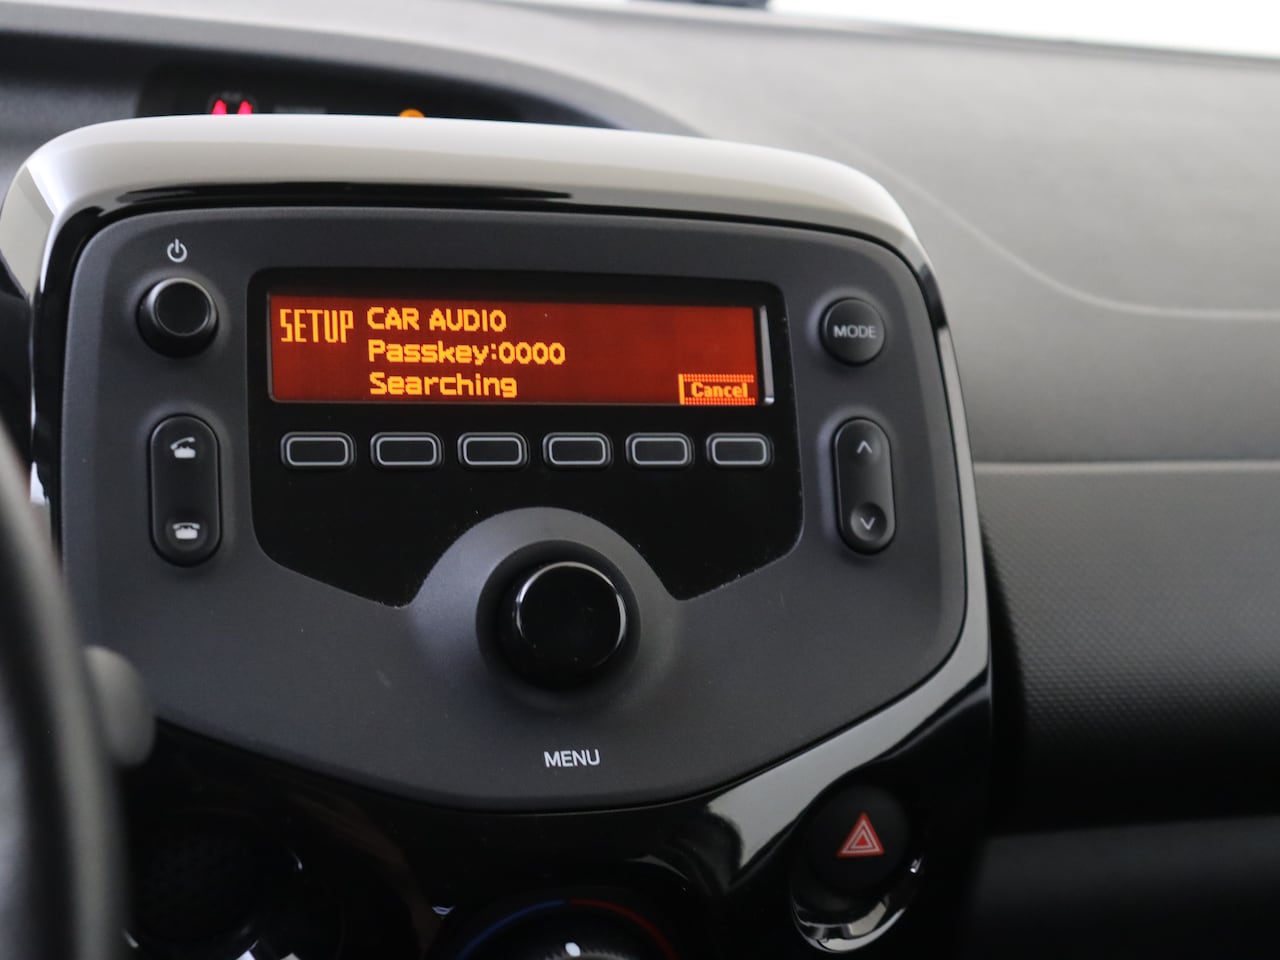 SETUP
CAR AUDIO
Passkey:0000
Searching
Cancel
MODE
MENU